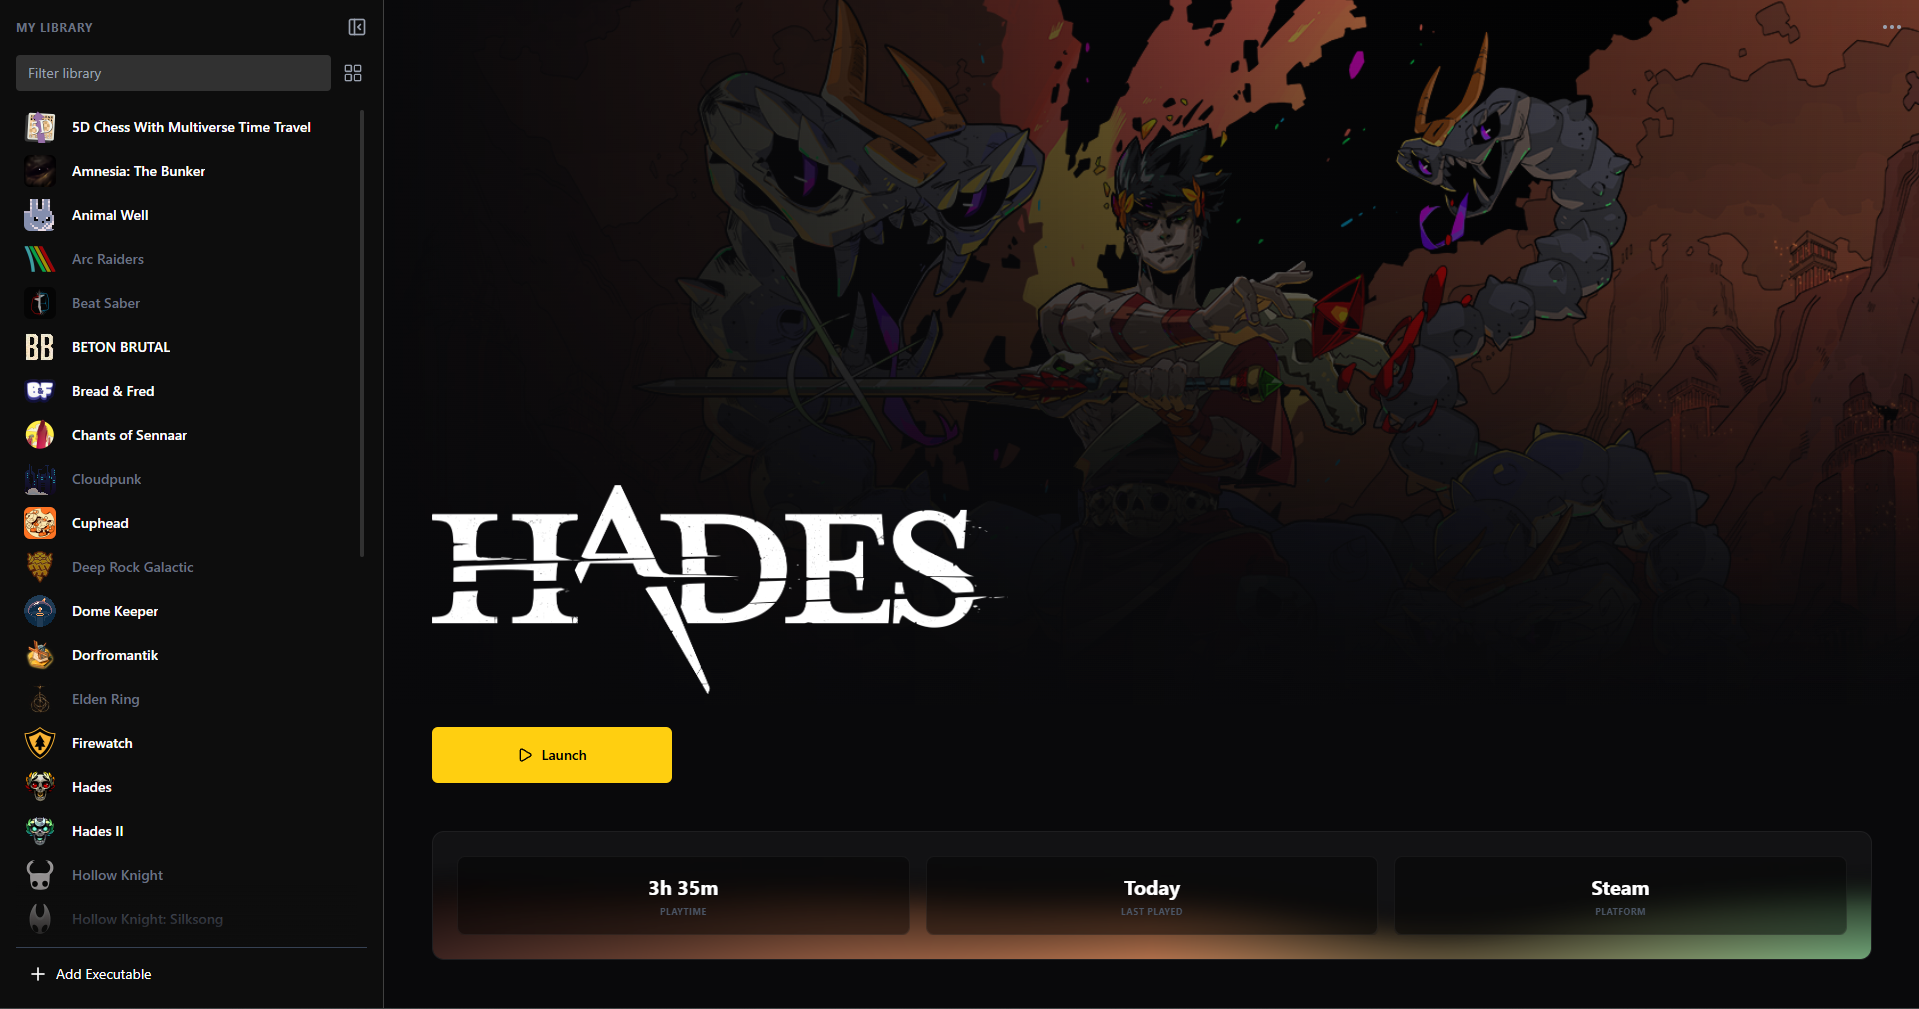 MY LIBRARY
Filter library
5D Chess With Multiverse Time Travel
Amnesia: The Bunker
Animal Well
Arc Raiders
Beat Saber
BB
BETON BRUTAL
BF
Bread & Fred
Chants of Sennaar
Cloudpunk
Cuphead
Deep Rock Galactic
Dome Keeper
Dorfromantik
Elden Ring
Firewatch
Hades
Hades II
Hollow Knight
Hollow Knight: Silksong
Add Executable
HADES
Launch
3h 35m
PLAYTIME
Today
LAST PLAYED
Steam
PLATFORM